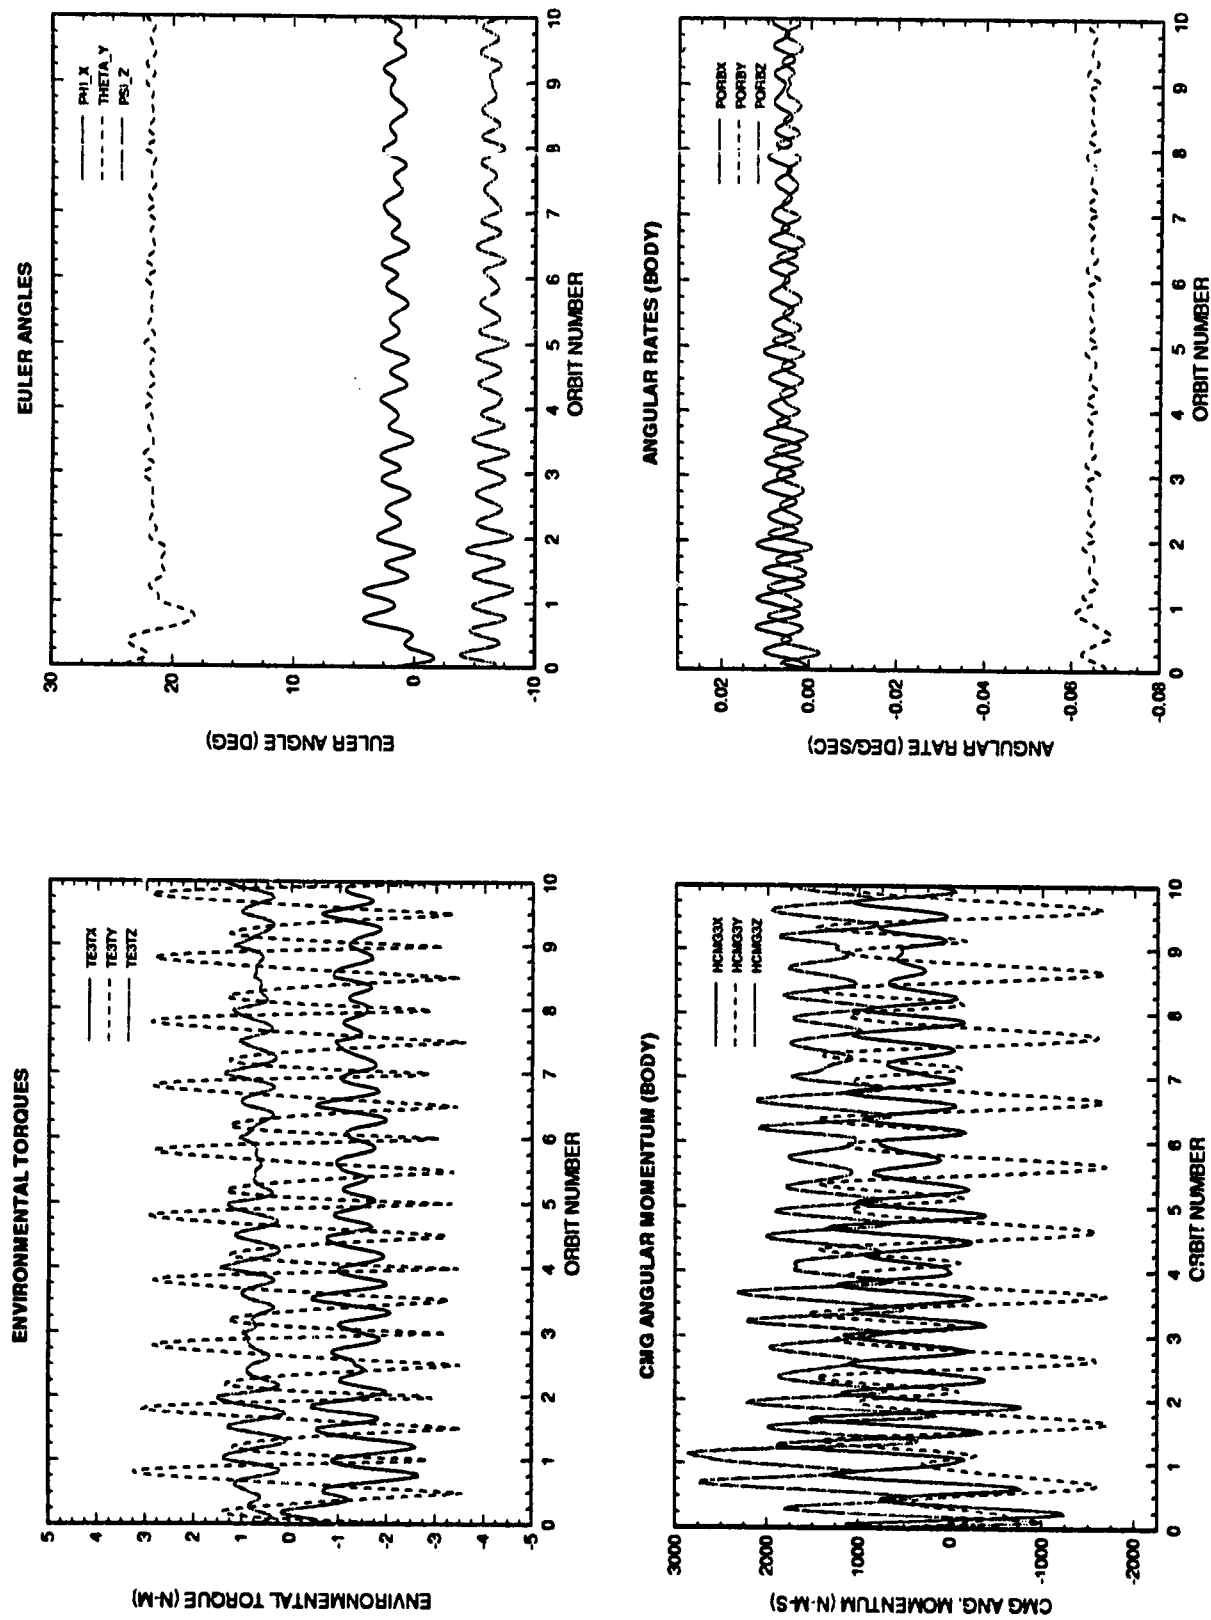 ENVIRONMENTAL TORQUES
ENVIRONMENTAL TORQUE (N-M)
5
4
3
2
1
0
-1
-2
-3
-4
-5
TE3TX
TE3TY
TE3TZ
0 1 2 3 4 5 6 7 8 9 10
ORBIT NUMBER
EULER ANGLES
EULER ANGLE (DEG)
30
20
10
0
-10
PHI_X
THETA_Y
PSI_Z
0 1 2 3 4 5 6 7 8 9 10
ORBIT NUMBER
CMG ANGULAR MOMENTUM (BODY)
CMG ANG. MOMENTUM (N-M-S)
3000
2000
1000
0
-1000
-2000
HCMG3X
HCMG3Y
HCMG3Z
0 1 2 3 4 5 6 7 8 9 10
ORBIT NUMBER
ANGULAR RATES (BODY)
ANGULAR RATE (DEG/SEC)
0.02
0.00
-0.02
-0.04
-0.06
-0.08
PORBX
PORBY
PORBZ
0 1 2 3 4 5 6 7 8 9 10
ORBIT NUMBER